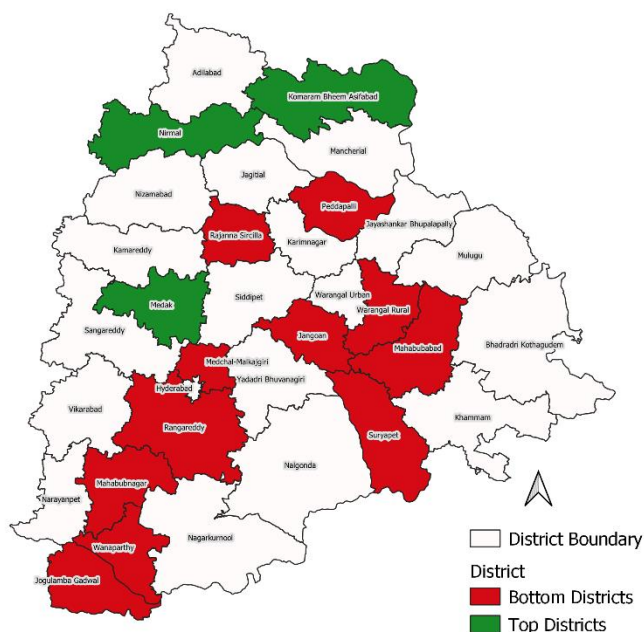 Adilabad
Komaram Bheem Asifabad
Nirmal
Mancherial
Jagitial
Nizamabad
Peddapalli
Jayashankar Bhupalapally
Rajanna Sircilla
Karimnagar
Kamareddy
Mulugu
Warangal Urban
Siddipet
Medak
Warangal Rural
Sangareddy
Jangoan
Mahabubabad
Bhadradri Kothagudem
Medchal-Malkajgiri
Yadadri Bhuvanagiri
Hyderabad
Vikarabad
Khammam
Rangareddy
Suryapet
Nalgonda
Mahabubnagar
Narayanpet
Nagarkurnool
Wanaparthy
Jogulamba Gadwal
District Boundary
District
Bottom Districts
Top Districts